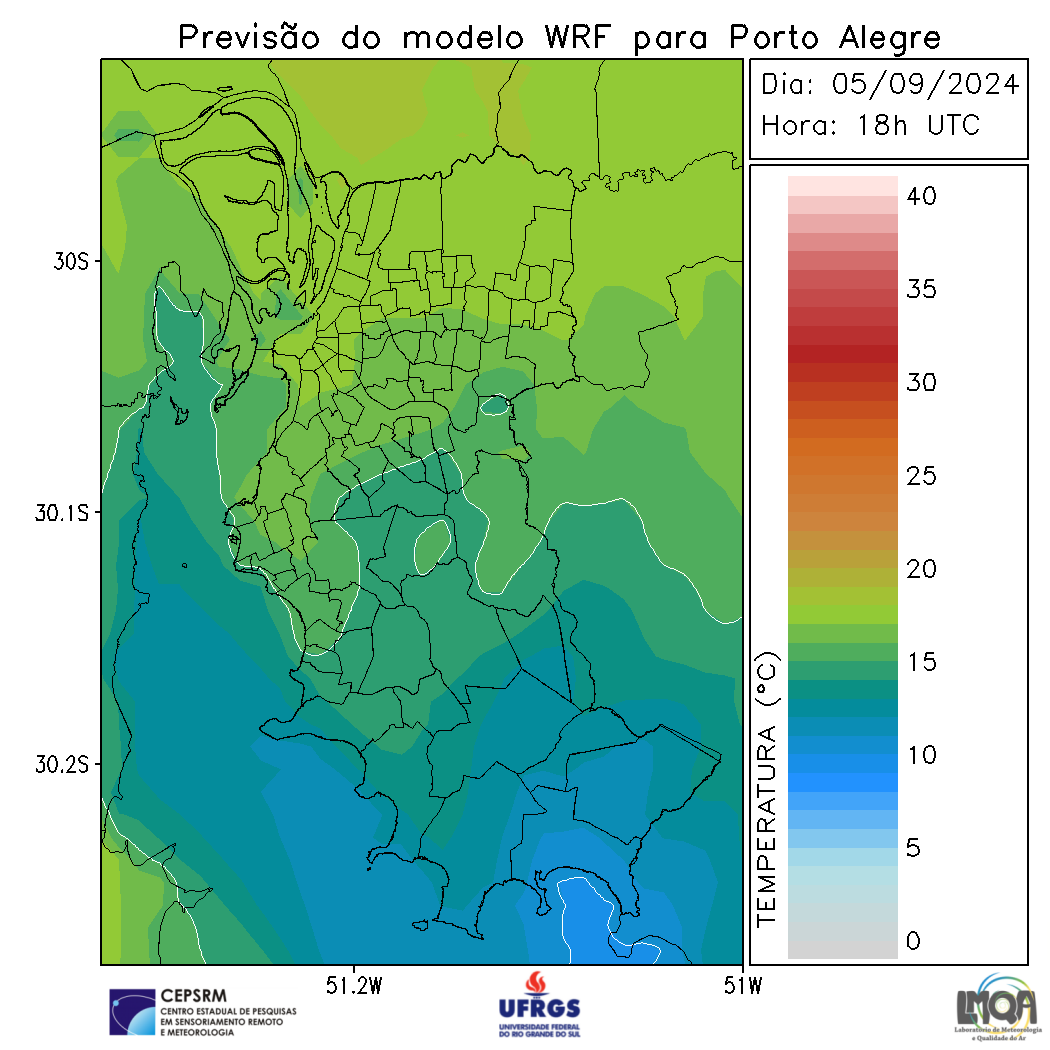 Previsão do modelo WRF para Porto Alegre
Dia: 05/09/2024
Hora: 18h UTC
40
35
30
25
20
15
10
5
0
TEMPERATURA (°C)
30S
30.1S
30.2S
51.2W
51W
CEPSRM
CENTRO ESTADUAL DE PESQUISAS
EM SENSORIAMENTO REMOTO
E METEOROLOGIA
UFRGS
UNIVERSIDADE FEDERAL
DO RIO GRANDE DO SUL
LMQA
Laboratório de Meteorologia
e Qualidade do Ar